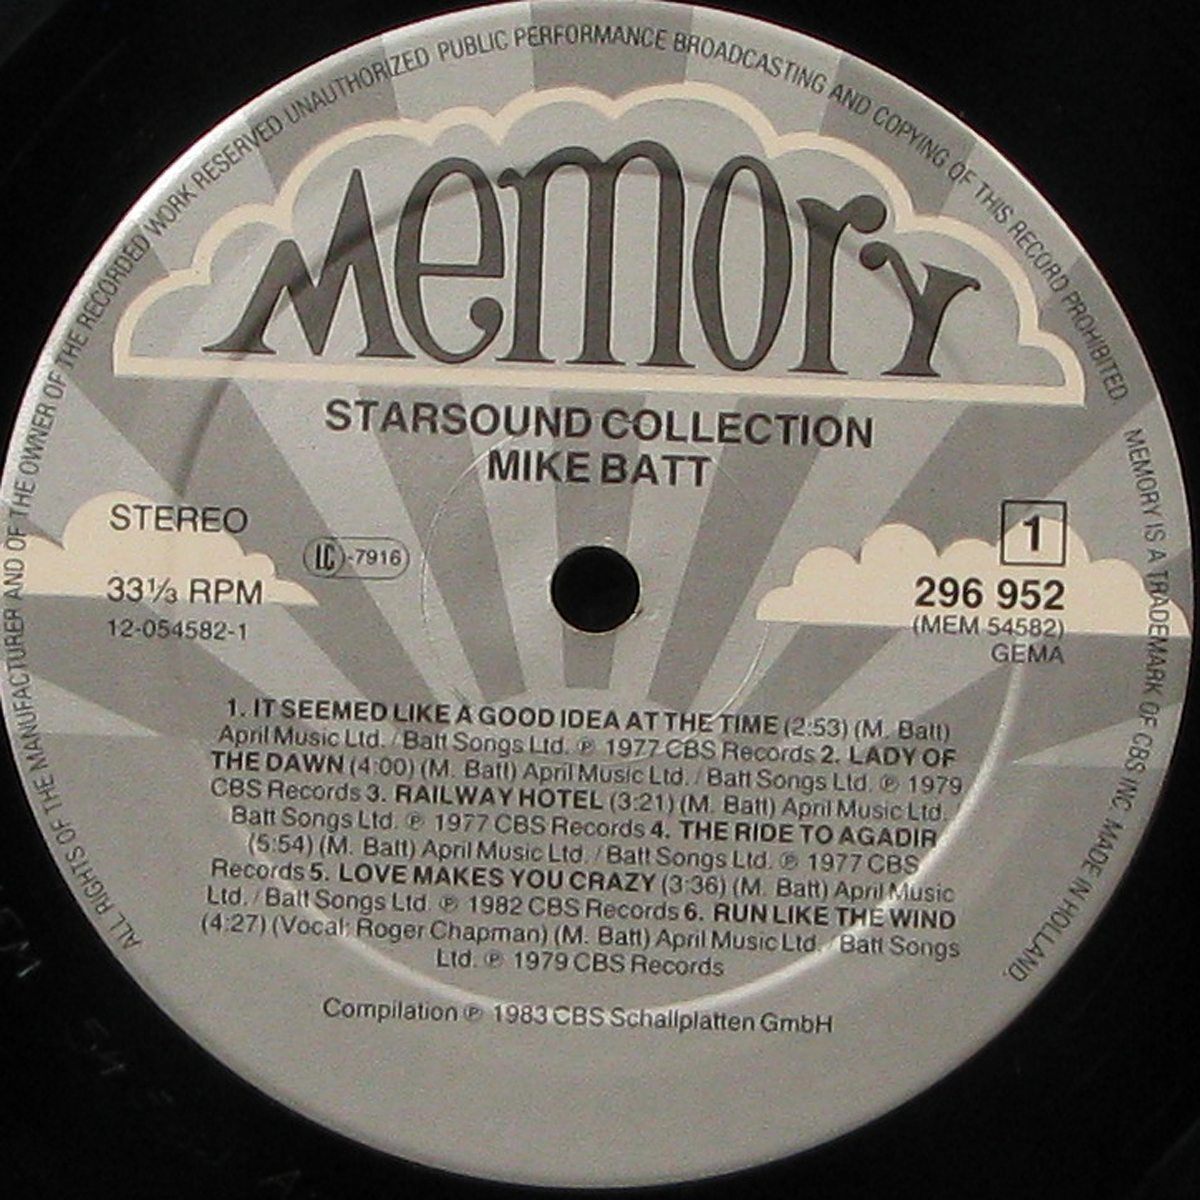 ALL RIGHTS OF THE MANUFACTURER AND OF THE OWNER OF THE RECORDED WORK RESERVED UNAUTHORIZED PUBLIC PERFORMANCE BROADCASTING AND COPYING OF THIS RECORD PROHIBITED
MEMORY IS A TRADEMARK OF CBS INC. MADE IN HOLLAND.
Memory
STARSOUND COLLECTION
MIKE BATT
STEREO
LC-7916
33⅓ RPM
12-054582-1
1
296 952
(MEM 54582)
GEMA
1. IT SEEMED LIKE A GOOD IDEA AT THE TIME (2:53) (M. Batt)
April Music Ltd. / Batt Songs Ltd. ℗ 1977 CBS Records 2. LADY OF
THE DAWN (4:00) (M. Batt) April Music Ltd. / Batt Songs Ltd. ℗ 1979
CBS Records 3. RAILWAY HOTEL (3:21) (M. Batt) April Music Ltd.
Batt Songs Ltd. ℗ 1977 CBS Records 4. THE RIDE TO AGADIR
(5:54) (M. Batt) April Music Ltd. / Batt Songs Ltd. ℗ 1977 CBS
Records 5. LOVE MAKES YOU CRAZY (3:36) (M. Batt) April Music
Ltd. / Batt Songs Ltd. ℗ 1982 CBS Records 6. RUN LIKE THE WIND
(4:27) (Vocal: Roger Chapman) (M. Batt) April Music Ltd. / Batt Songs
Ltd. ℗ 1979 CBS Records
Compilation ℗ 1983 CBS Schallplatten GmbH